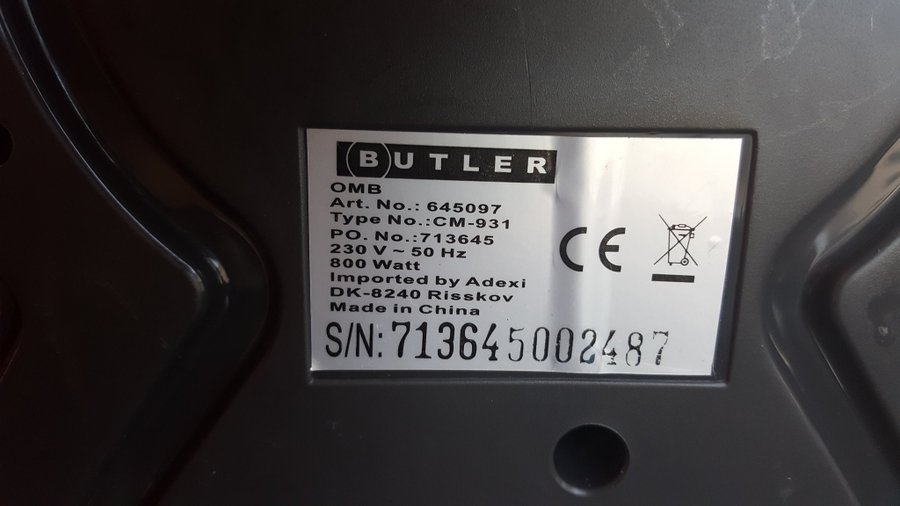 BUTLER
OMB
Art. No.: 645097
Type No.:CM-931
PO. No.:713645
230 V ~ 50 Hz
800 Watt
Imported by Adexi
DK-8240 Risskov
Made in China
CE
S/N: 713645002487